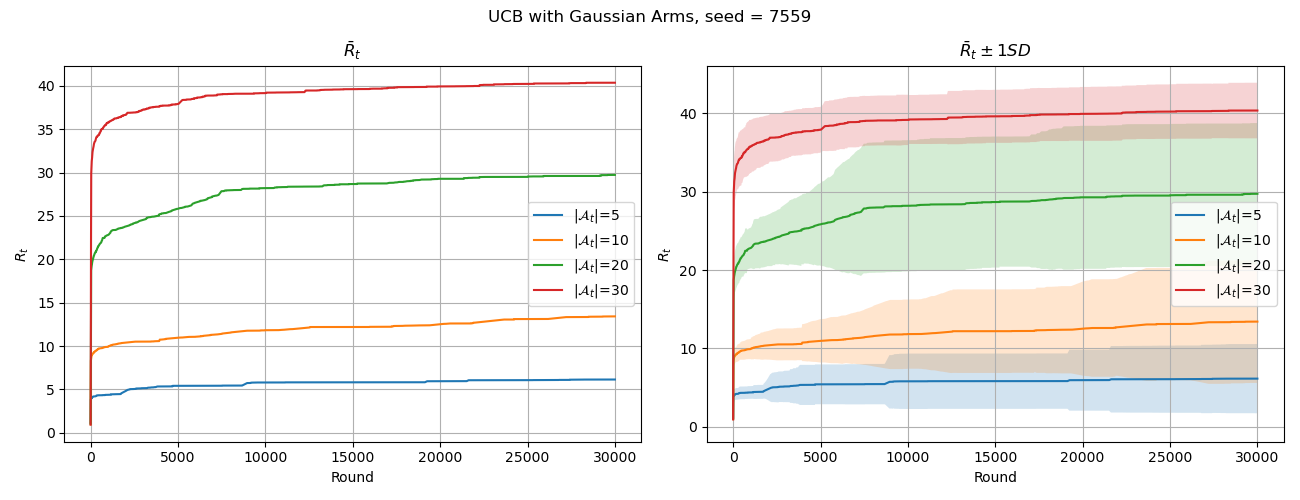 UCB with Gaussian Arms, seed = 7559
R̄ₜ
40
35
30
25
20
15
10
5
0
Rₜ
0 5000 10000 15000 20000 25000 30000
Round
|𝒜ₜ|=5
|𝒜ₜ|=10
|𝒜ₜ|=20
|𝒜ₜ|=30
R̄ₜ ± 1SD
40
30
20
10
0
Rₜ
0 5000 10000 15000 20000 25000 30000
Round
|𝒜ₜ|=5
|𝒜ₜ|=10
|𝒜ₜ|=20
|𝒜ₜ|=30